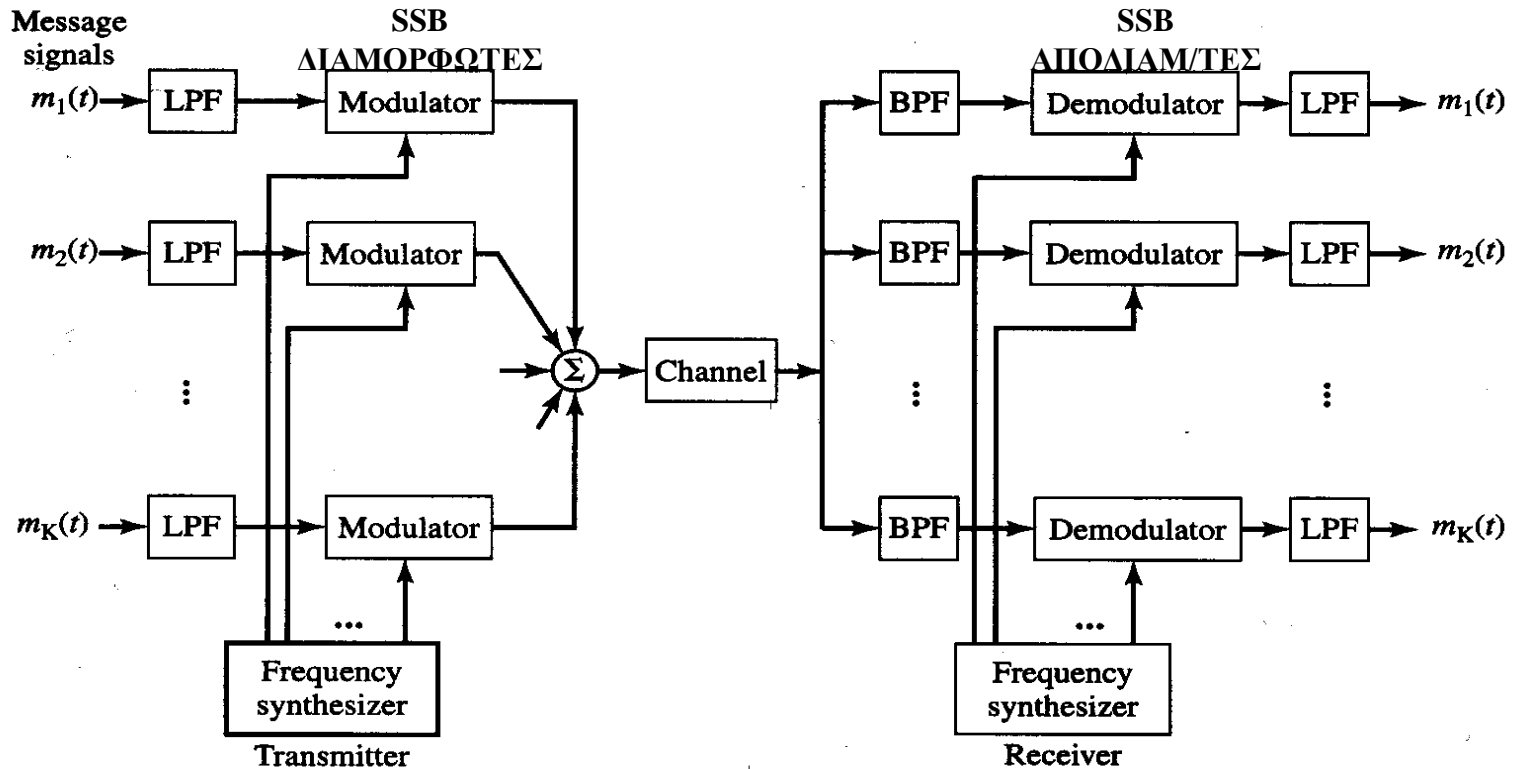 Message
signals
SSB
ΔΙΑΜΟΡΦΩΤΕΣ
SSB
ΑΠΟΔΙΑΜ/ΤΕΣ
m₁(t) LPF Modulator BPF Demodulator LPF m₁(t)
m₂(t) LPF Modulator BPF Demodulator LPF m₂(t)
Σ Channel
mK(t) LPF Modulator BPF Demodulator LPF mK(t)
Frequency
synthesizer
Transmitter
Frequency
synthesizer
Receiver